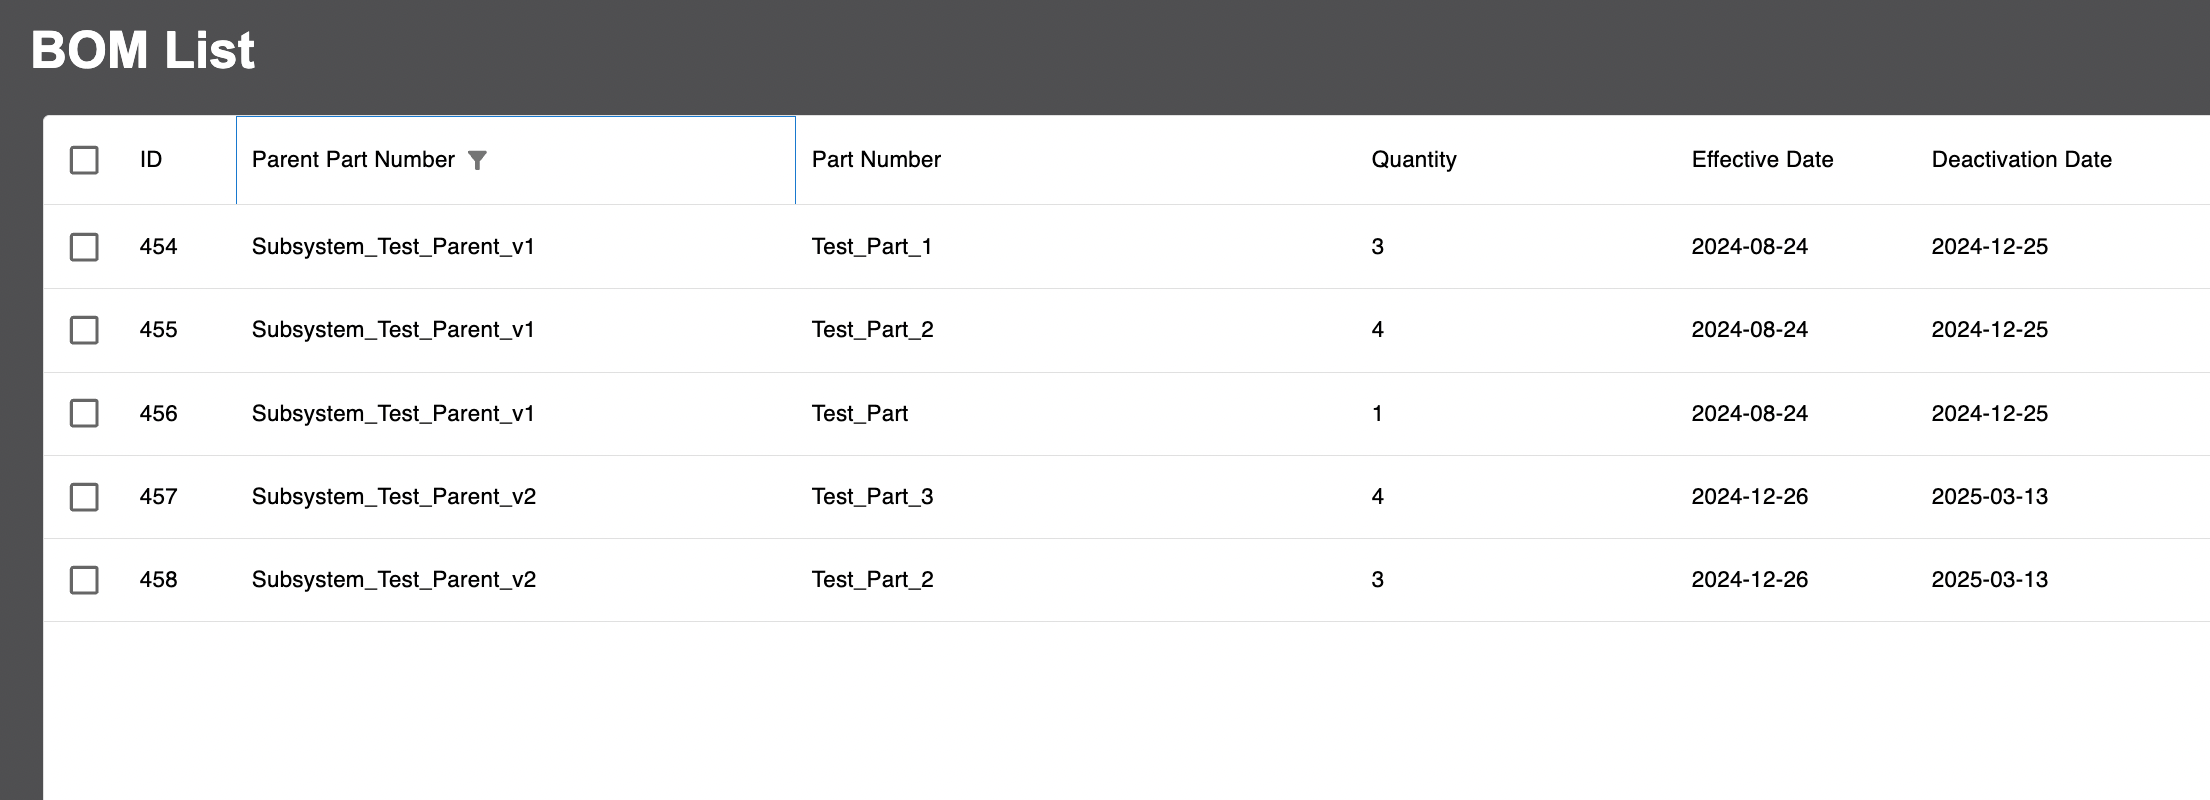 BOM List
ID Parent Part Number Part Number Quantity Effective Date Deactivation Date
454 Subsystem_Test_Parent_v1 Test_Part_1 3 2024-08-24 2024-12-25
455 Subsystem_Test_Parent_v1 Test_Part_2 4 2024-08-24 2024-12-25
456 Subsystem_Test_Parent_v1 Test_Part 1 2024-08-24 2024-12-25
457 Subsystem_Test_Parent_v2 Test_Part_3 4 2024-12-26 2025-03-13
458 Subsystem_Test_Parent_v2 Test_Part_2 3 2024-12-26 2025-03-13